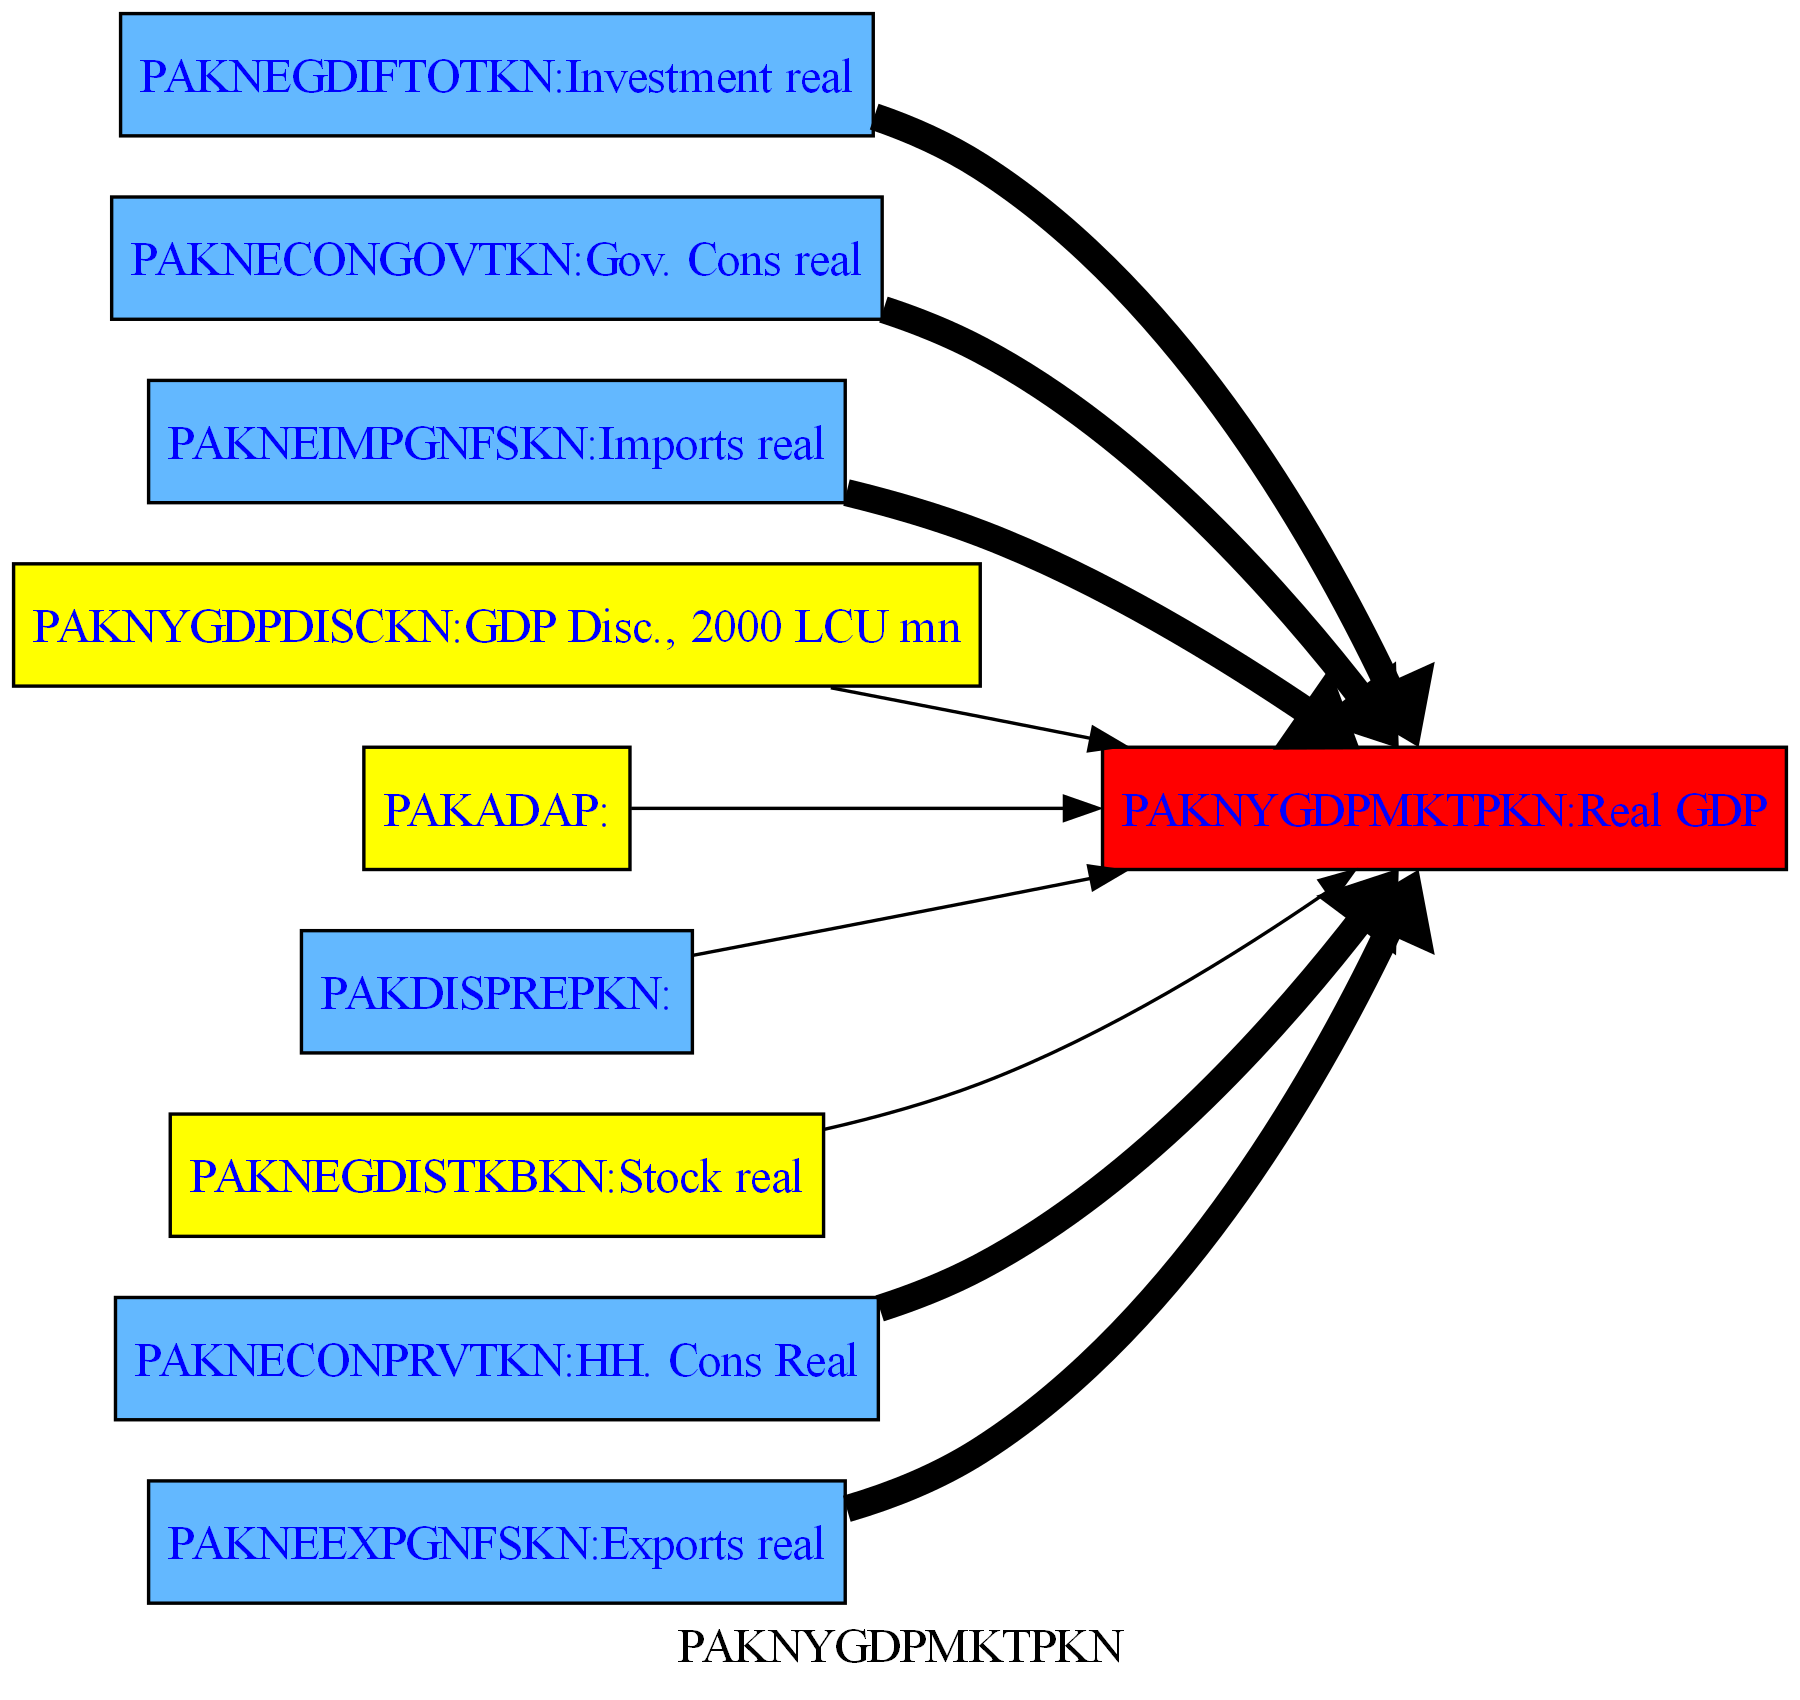 PAKNEGDIFTOTKN:Investment real
PAKNECONGOVTKN:Gov. Cons real
PAKNEIMPGNFSKN:Imports real
PAKNYGDPDISCKN:GDP Disc., 2000 LCU mn
PAKADAP:
PAKNYGDPMKTPKN:Real GDP
PAKDISPREPKN:
PAKNEGDISTKBKN:Stock real
PAKNECONPRVTKN:HH. Cons Real
PAKNEEXPGNFSKN:Exports real
PAKNYGDPMKTPKN